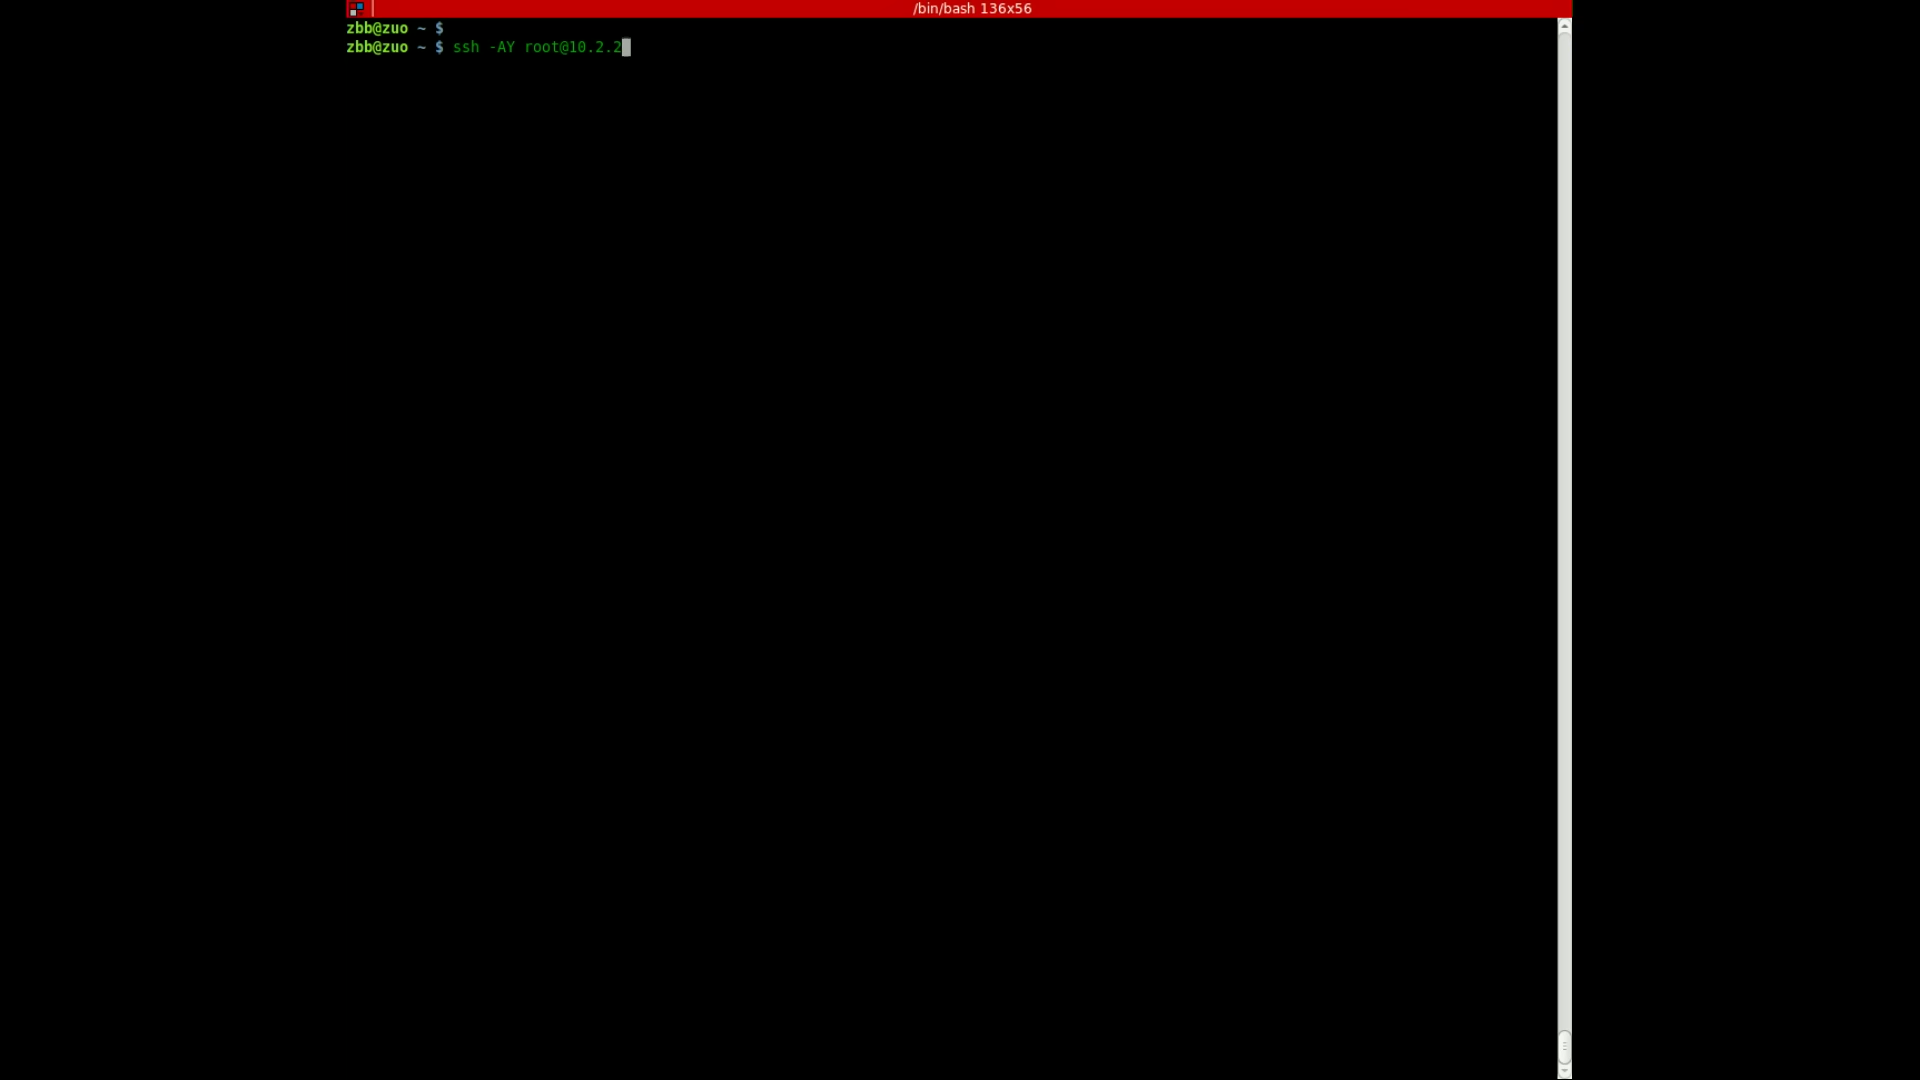 /bin/bash 136x56
zbb@zuo ~ $
zbb@zuo ~ $ ssh -AY root@10.2.2